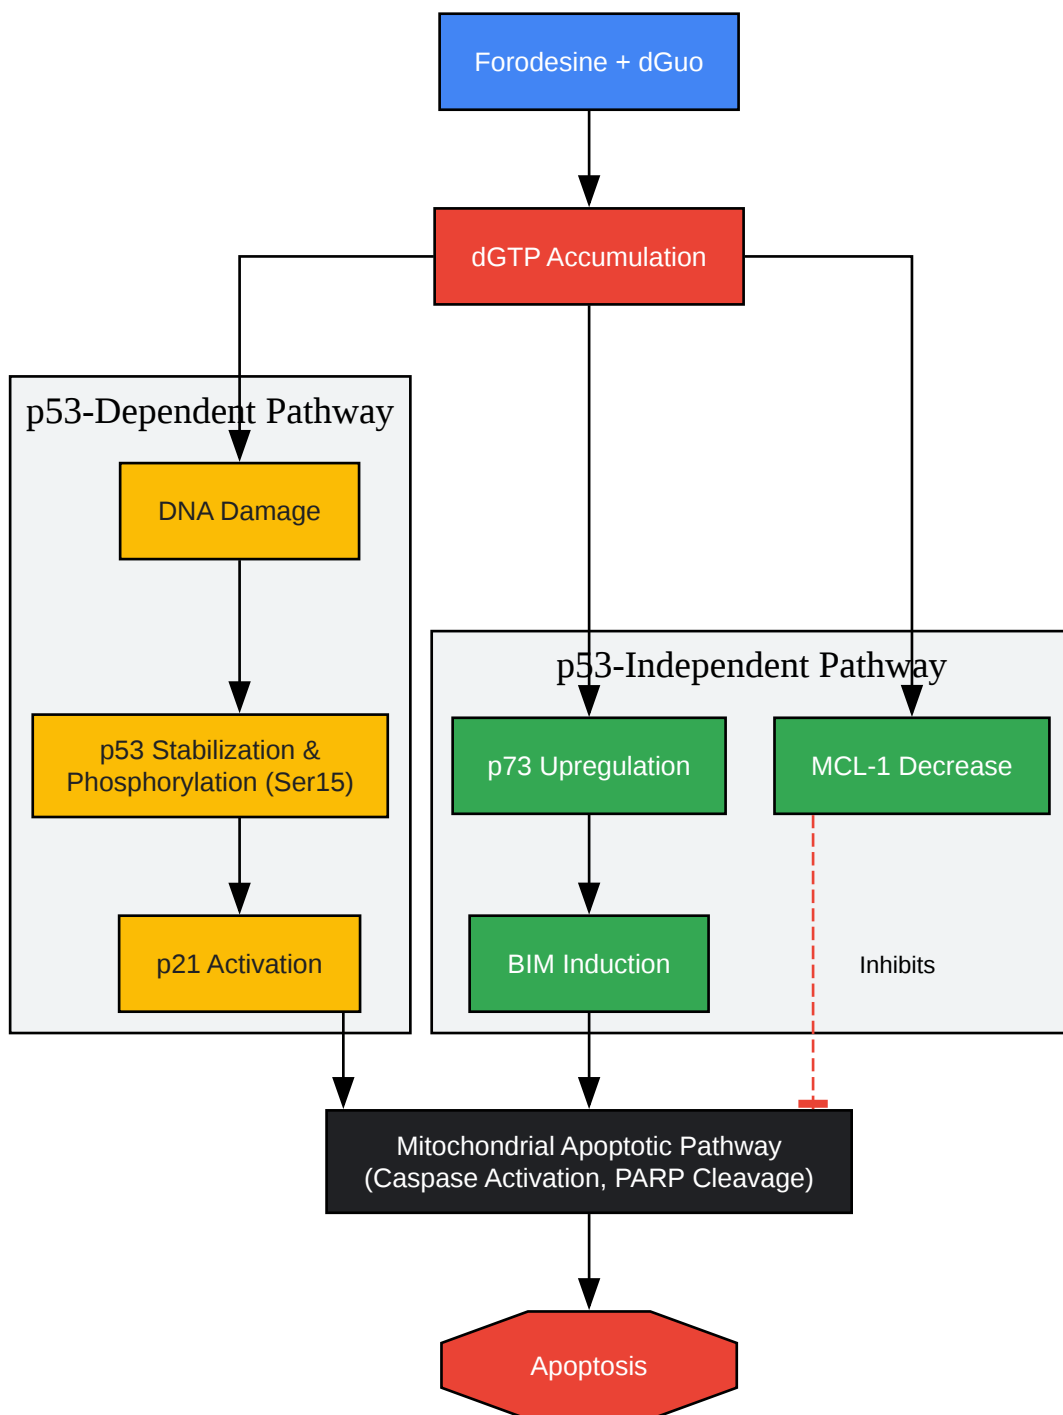 Forodesine + dGuo
dGTP Accumulation
p53-Dependent Pathway
DNA Damage
p53 Stabilization &
Phosphorylation (Ser15)
p21 Activation
p53-Independent Pathway
p73 Upregulation
MCL-1 Decrease
BIM Induction
Inhibits
Mitochondrial Apoptotic Pathway
(Caspase Activation, PARP Cleavage)
Apoptosis